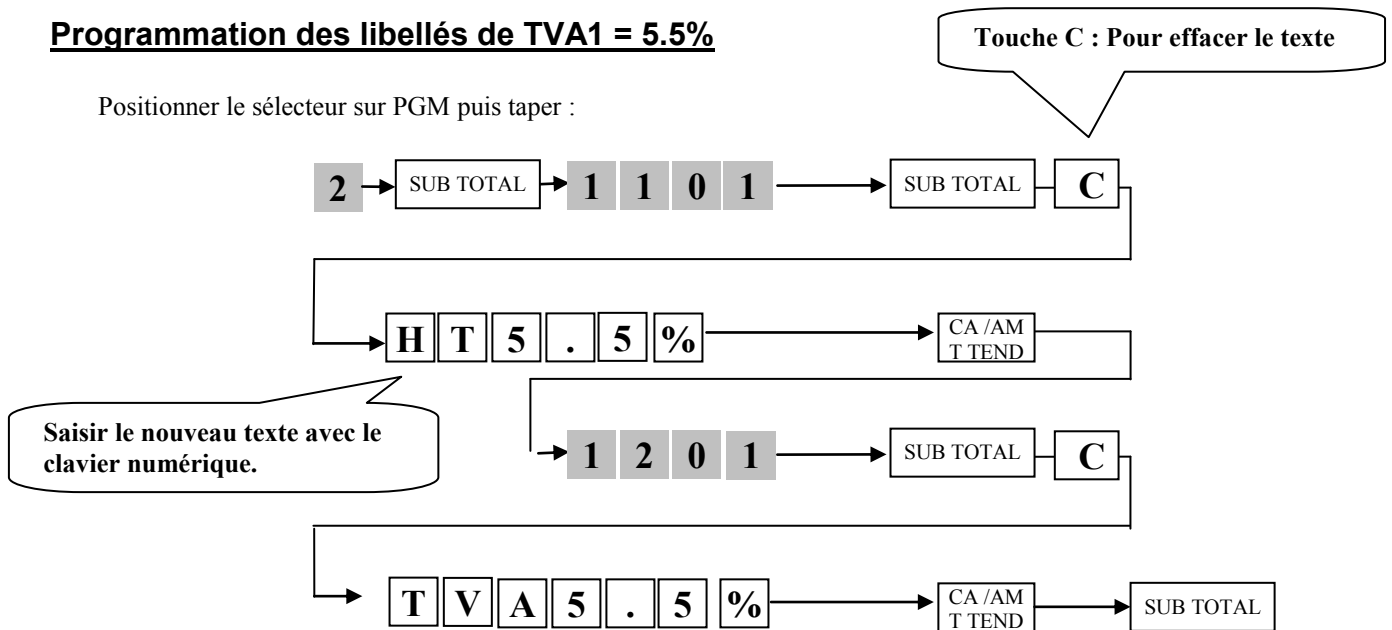 Programmation des libellés de TVA1 = 5.5%
Touche C : Pour effacer le texte
Positionner le sélecteur sur PGM puis taper :
2 SUB TOTAL 1 1 0 1 SUB TOTAL C
H T 5 . 5 % CA /AM
T TEND
Saisir le nouveau texte avec le
clavier numérique.
1 2 0 1 SUB TOTAL C
T V A 5 . 5 % CA /AM
T TEND SUB TOTAL